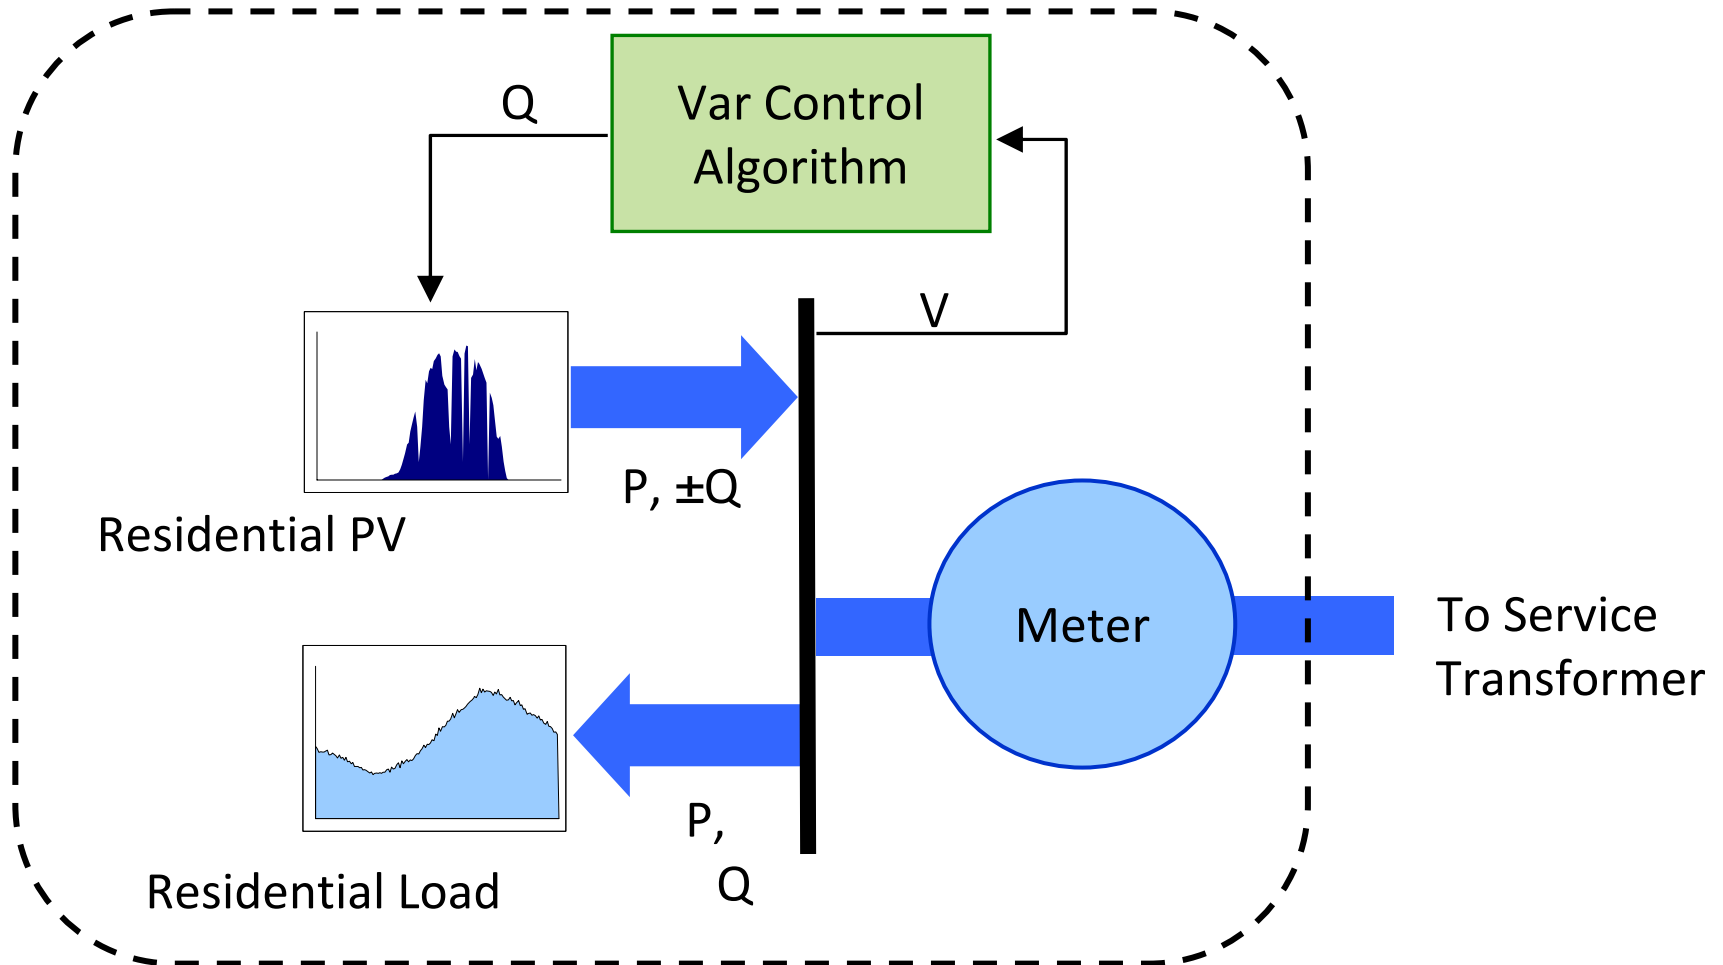 Var Control
Algorithm
Q
V
P, ±Q
Residential PV
Meter
To Service
Transformer
P,
Q
Residential Load